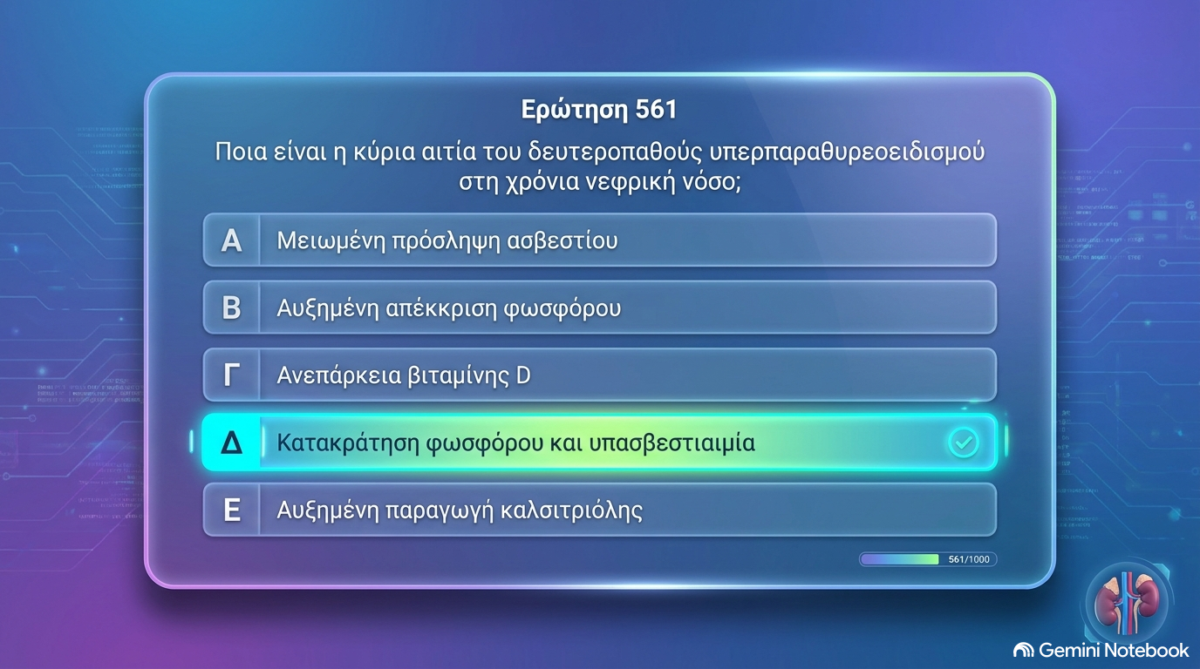 Ερώτηση 561
Ποια είναι η κύρια αιτία του δευτεροπαθούς υπερπαραθυρεοειδισμού
στη χρόνια νεφρική νόσο;
Α Μειωμένη πρόσληψη ασβεστίου
Β Αυξημένη απέκκριση φωσφόρου
Γ Ανεπάρκεια βιταμίνης D
Δ Κατακράτηση φωσφόρου και υπασβεστιαιμία
Ε Αυξημένη παραγωγή καλσιτριόλης
561/1000
Gemini Notebook